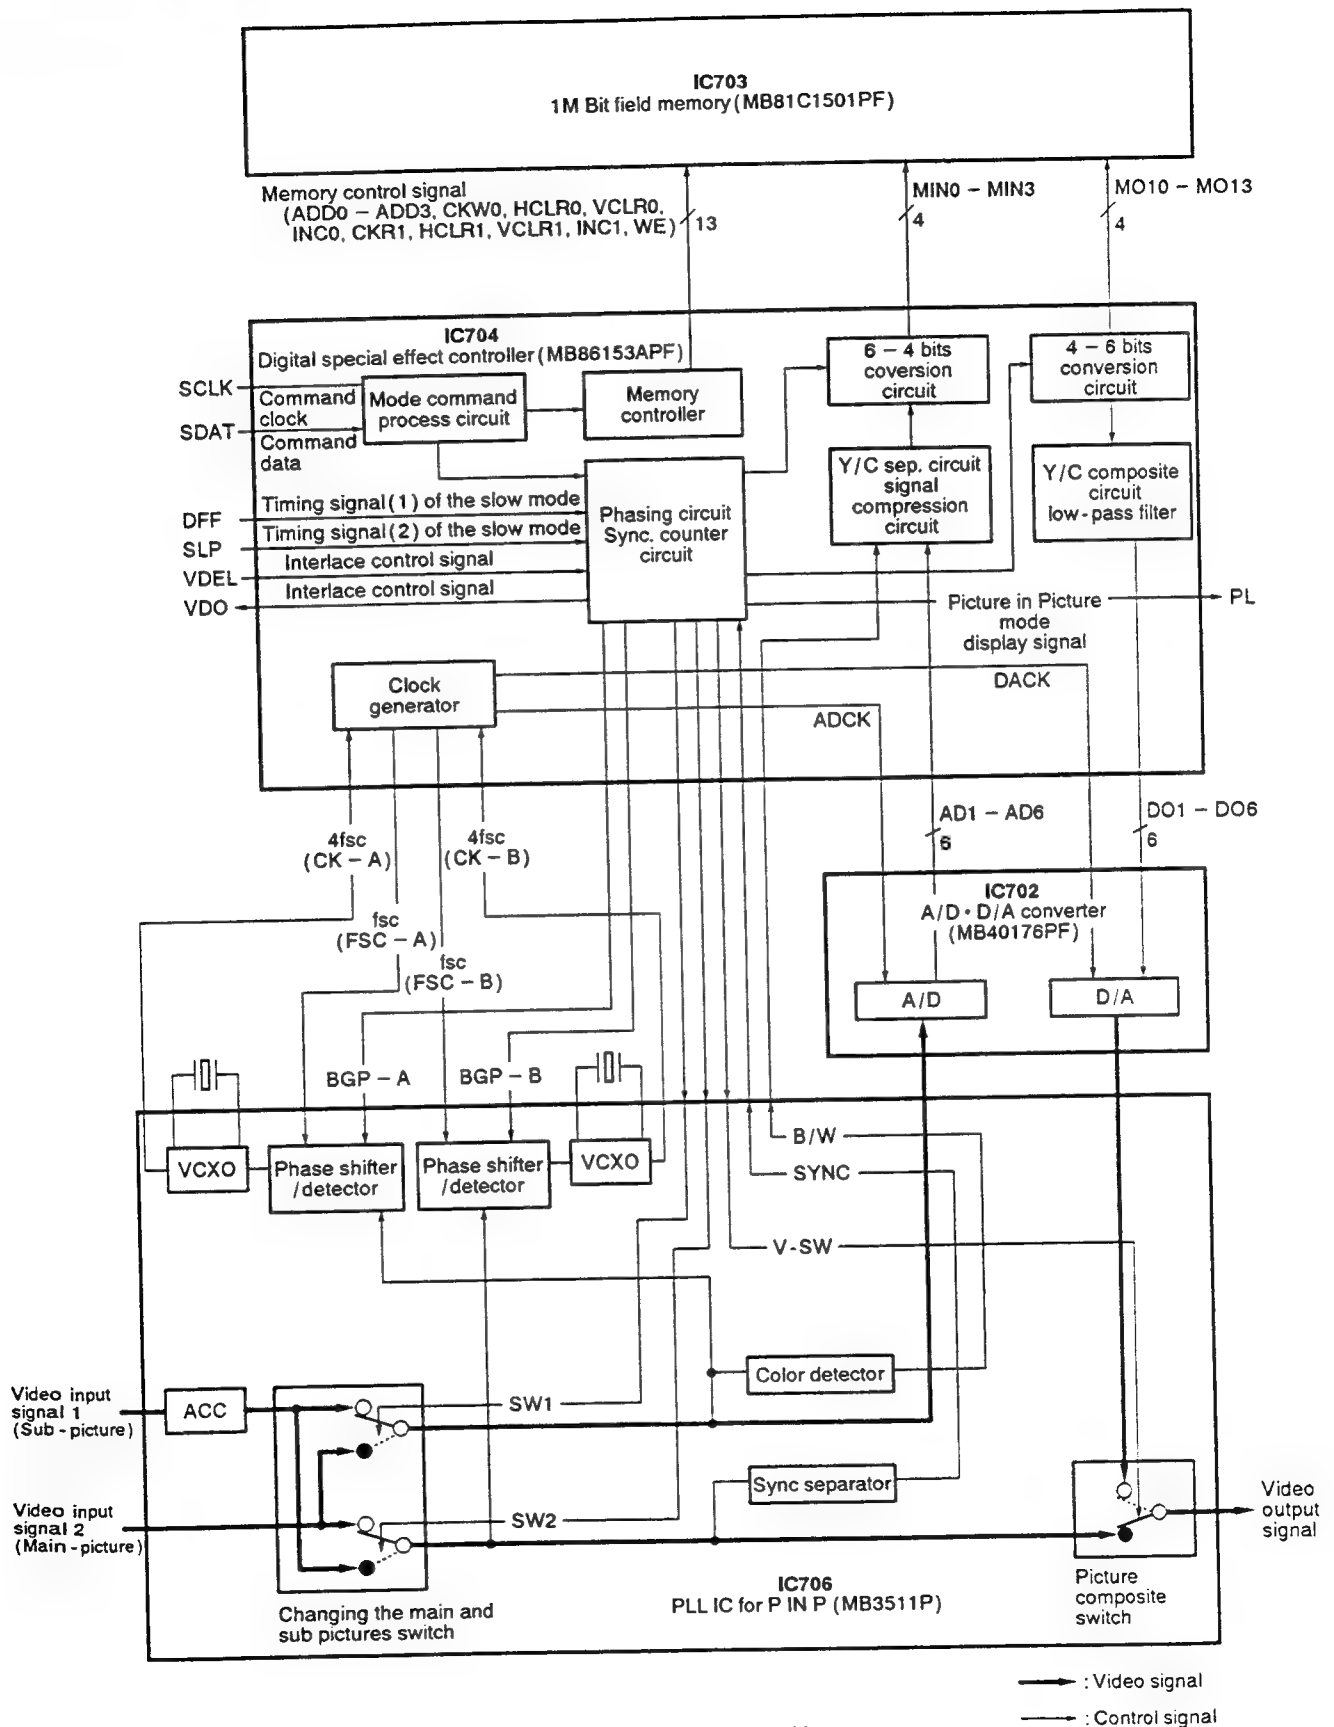 IC703
1M Bit field memory (MB81C1501PF)
Memory control signal
(ADD0 – ADD3, CKW0, HCLR0, VCLR0,
INC0, CKR1, HCLR1, VCLR1, INC1, WE)
13
MIN0 – MIN3
4
MO10 – MO13
4
IC704
Digital special effect controller (MB86153APF)
SCLK
Command
clock
SDAT
Command
data
Mode command
process circuit
Memory
controller
6 – 4 bits
coversion
circuit
4 – 6 bits
conversion
circuit
Y/C sep. circuit
signal
compression
circuit
Y/C composite
circuit
low-pass filter
DFF
Timing signal (1) of the slow mode
SLP
Timing signal (2) of the slow mode
VDEL
Interlace control signal
VDO
Interlace control signal
Phasing circuit
Sync. counter
circuit
Picture in Picture
mode
display signal
PL
Clock
generator
DACK
ADCK
4fsc
(CK – A)
4fsc
(CK – B)
fsc
(FSC – A)
fsc
(FSC – B)
AD1 – AD6
6
DO1 – DO6
6
IC702
A/D • D/A converter
(MB40176PF)
A/D
D/A
BGP – A
BGP – B
VCXO
Phase shifter
/detector
Phase shifter
/detector
VCXO
B/W
SYNC
V-SW
Color detector
Video input
signal 1
(Sub - picture)
ACC
SW1
Sync separator
Video input
signal 2
(Main - picture)
SW2
Video
output
signal
Changing the main and
sub pictures switch
IC706
PLL IC for P IN P (MB3511P)
Picture
composite
switch
: Video signal
: Control signal